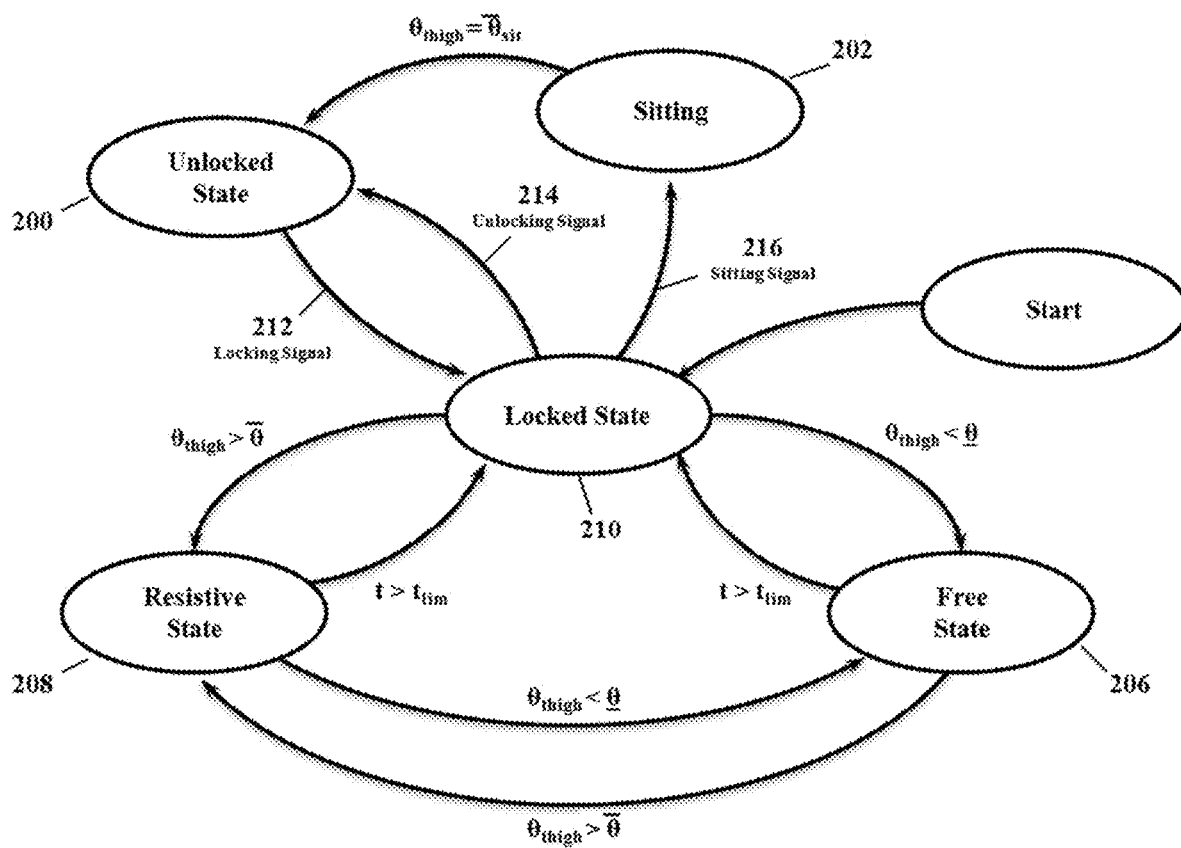 θthigh = θ̅sit
202
Sitting
Unlocked
State
200
214
Unlocking Signal
216
Sitting Signal
Start
212
Locking Signal
Locked State
θthigh > θ̅
θthigh < θ̲
210
Resistive
State
t > tlim
t > tlim
Free
State
208
206
θthigh < θ̲
θthigh > θ̅